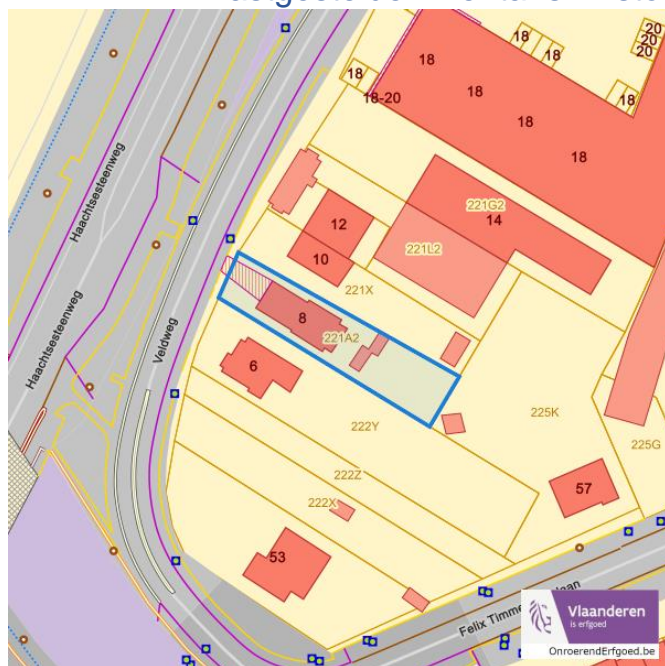 20
20
20
18
18
18
18
18-20
18
18
18
18
Haachtsesteenweg
221G2
14
12
221L2
10
221X
8
221A2
Veldweg
Haachtsesteenweg
6
222Y
225K
225G
222Z
222X
57
53
Felix
Vlaanderen
is erfgoed
OnroerendErfgoed.be